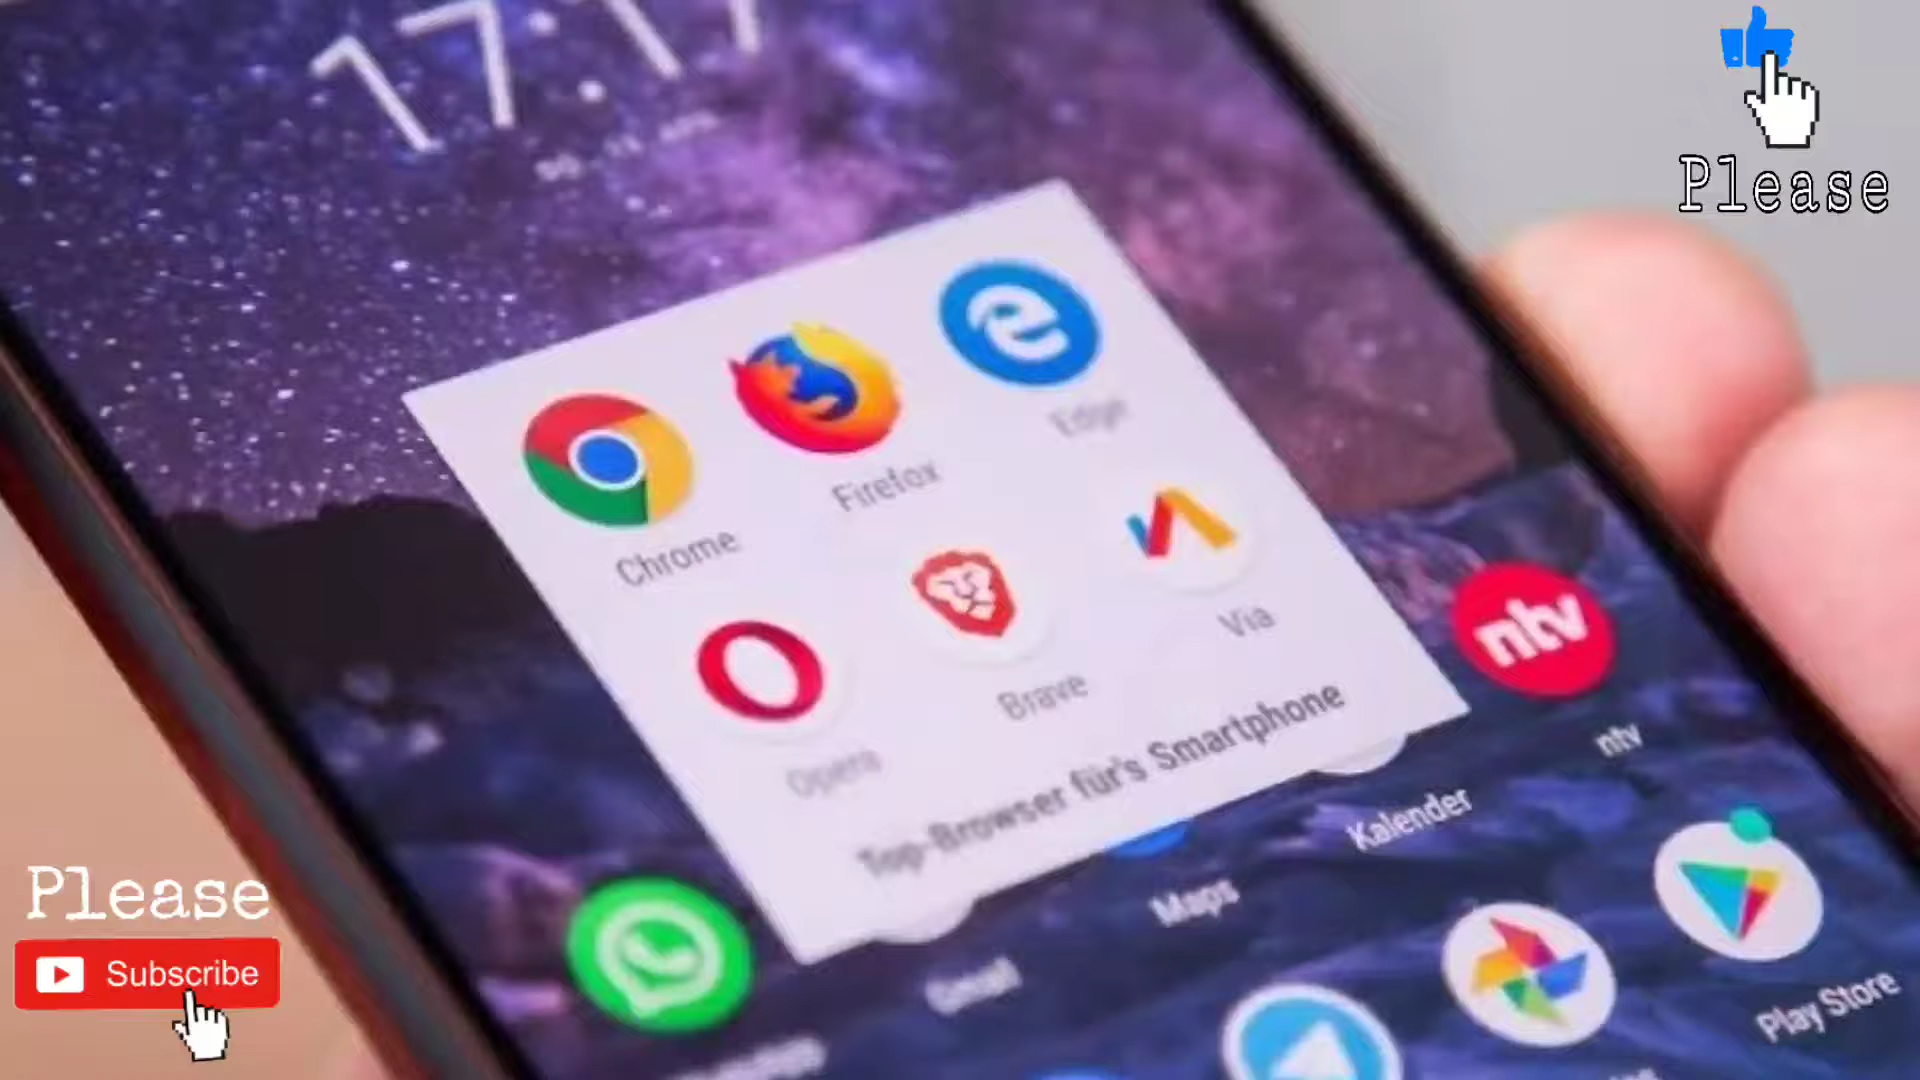 17:17
Please
Chrome
Firefox
Edge
Opera
Brave
Via
Top-Browser für's Smartphone
ntv
ntv
Kalender
Maps
Gmail
Play Store
Please
Subscribe